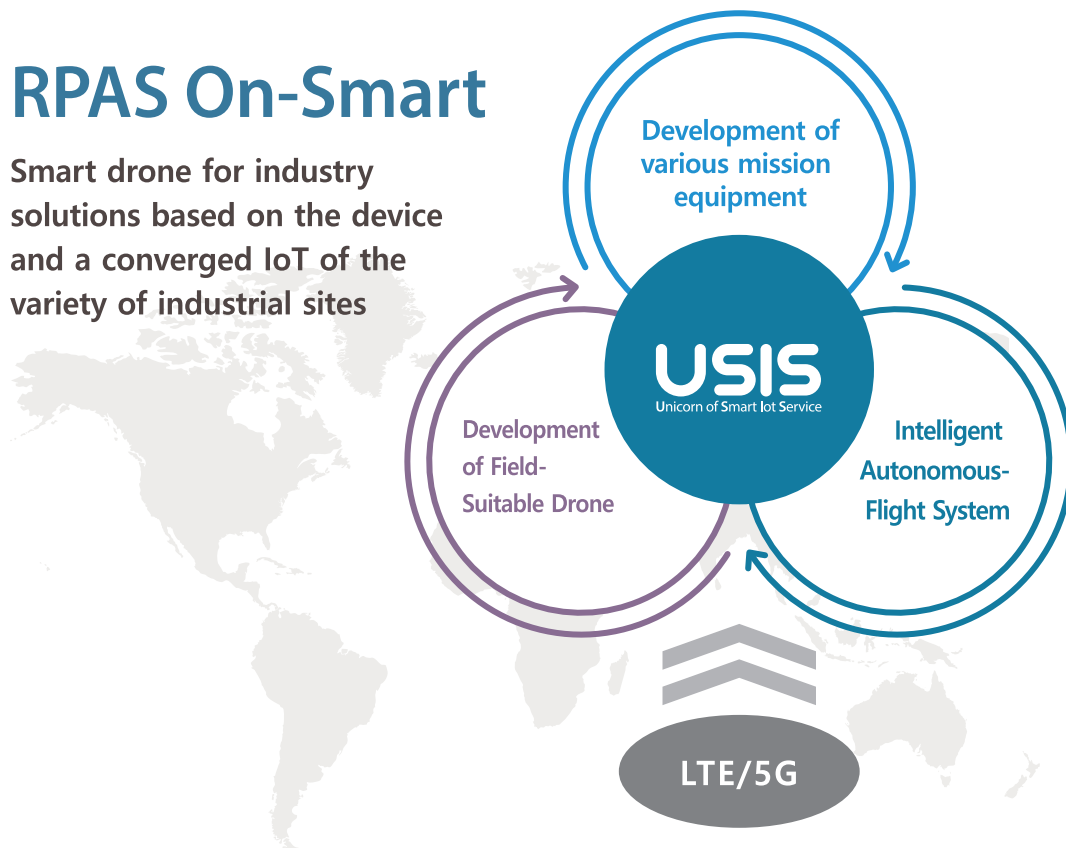 RPAS On-Smart
Smart drone for industry
solutions based on the device
and a converged IoT of the
variety of industrial sites
Development of
various mission
equipment
USIS
Unicorn of Smart Iot Service
Development
of Field-
Suitable Drone
Intelligent
Autonomous-
Flight System
LTE/5G